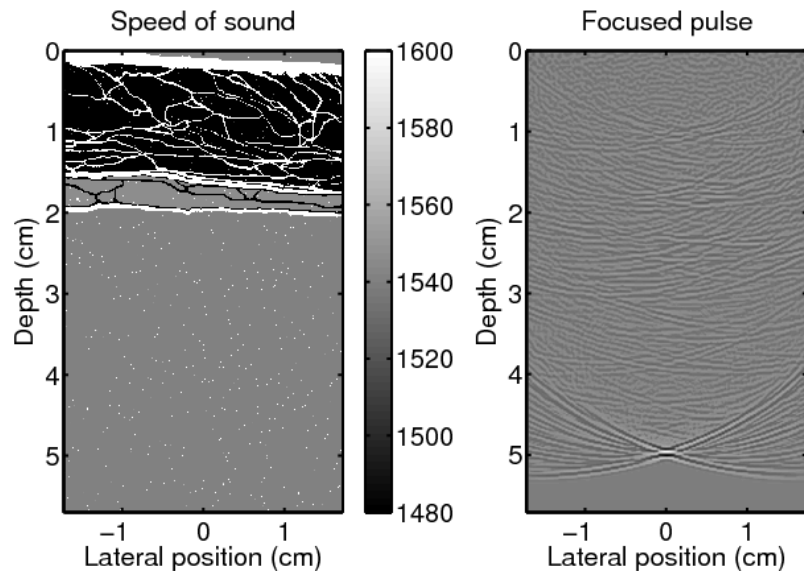 Speed of sound
0
1
2
3
4
5
Depth (cm)
−1 0 1
Lateral position (cm)
1600
1580
1560
1540
1520
1500
1480
Focused pulse
0
1
2
3
4
5
Depth (cm)
−1 0 1
Lateral position (cm)